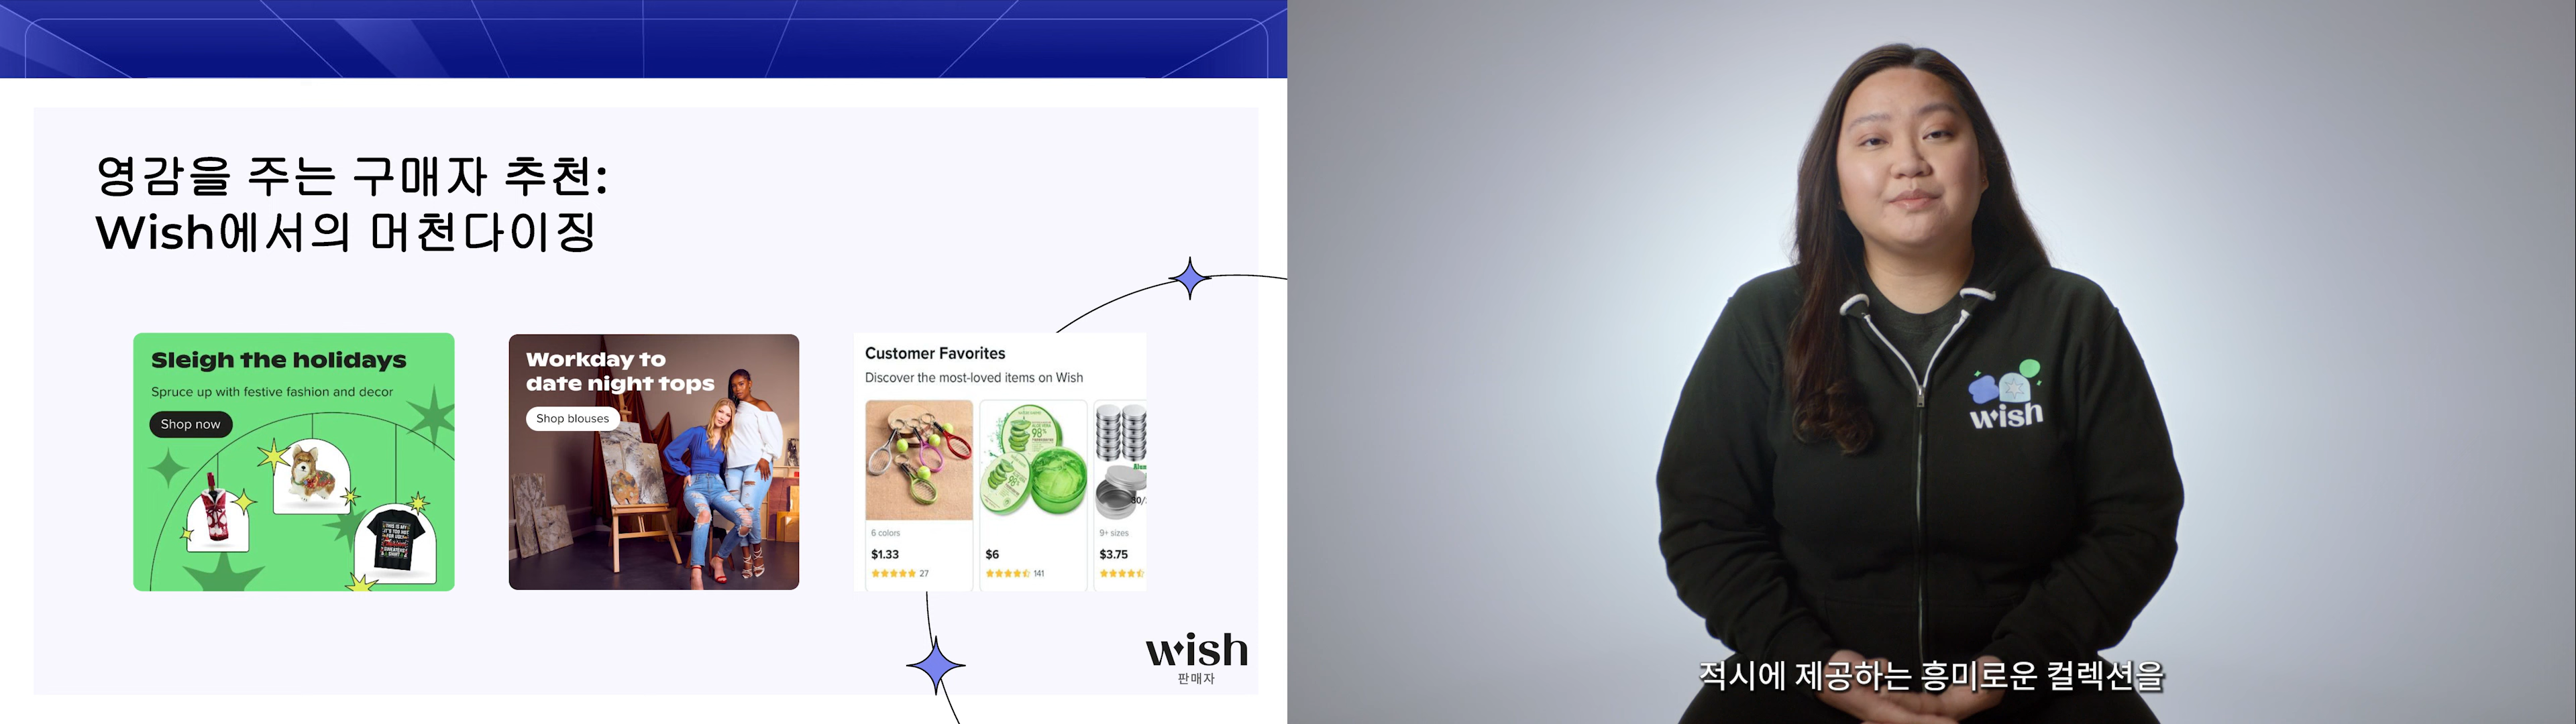 영감을 주는 구매자 추천:
Wish에서의 머천다이징
Sleigh the holidays
Spruce up with festive fashion and decor
Shop now
Workday to
date night tops
Shop blouses
Customer Favorites
Discover the most-loved items on Wish
98%
98%
6 colors
$1.33
27
$6
141
9+ sizes
$3.75
wish
판매자
wish
적시에 제공하는 흥미로운 컬렉션을